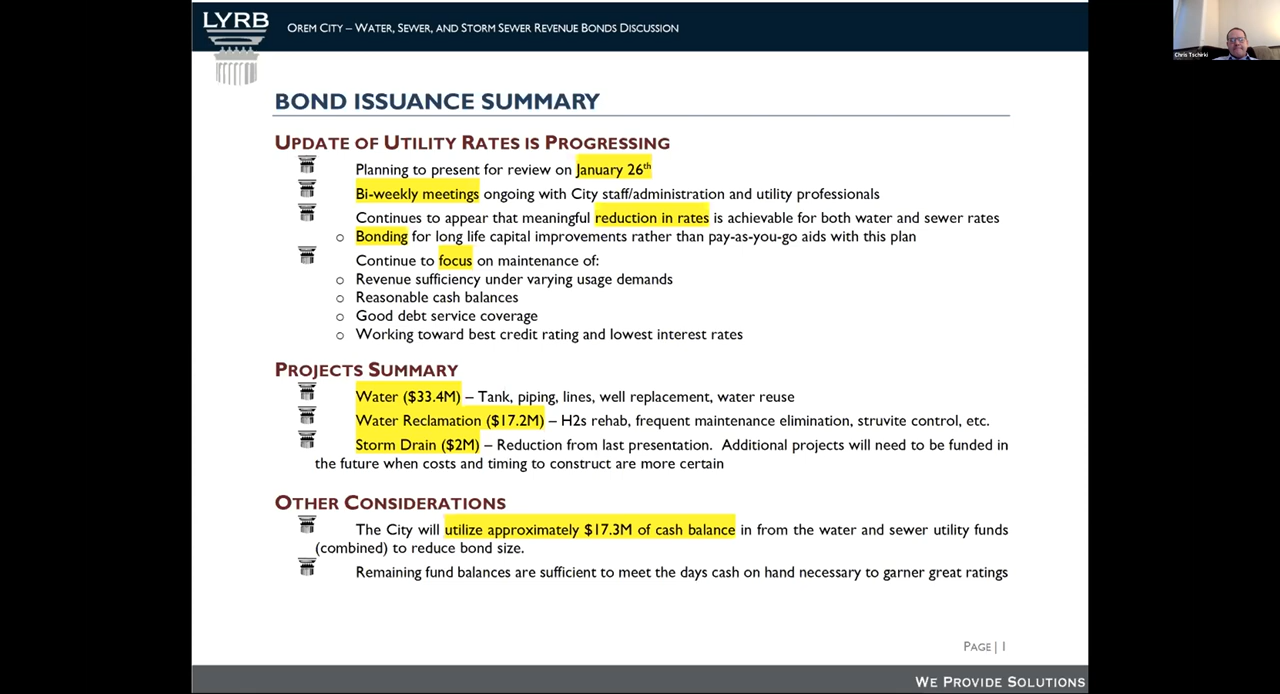 LYRB
OREM CITY – WATER, SEWER, AND STORM SEWER REVENUE BONDS DISCUSSION
Chris Tschirki
BOND ISSUANCE SUMMARY
UPDATE OF UTILITY RATES IS PROGRESSING
Planning to present for review on January 26th
Bi-weekly meetings ongoing with City staff/administration and utility professionals
Continues to appear that meaningful reduction in rates is achievable for both water and sewer rates
o Bonding for long life capital improvements rather than pay-as-you-go aids with this plan
Continue to focus on maintenance of:
o Revenue sufficiency under varying usage demands
o Reasonable cash balances
o Good debt service coverage
o Working toward best credit rating and lowest interest rates
PROJECTS SUMMARY
Water ($33.4M) – Tank, piping, lines, well replacement, water reuse
Water Reclamation ($17.2M) – H2s rehab, frequent maintenance elimination, struvite control, etc.
Storm Drain ($2M) – Reduction from last presentation. Additional projects will need to be funded in
the future when costs and timing to construct are more certain
OTHER CONSIDERATIONS
The City will utilize approximately $17.3M of cash balance in from the water and sewer utility funds
(combined) to reduce bond size.
Remaining fund balances are sufficient to meet the days cash on hand necessary to garner great ratings
PAGE | 1
WE PROVIDE SOLUTIONS